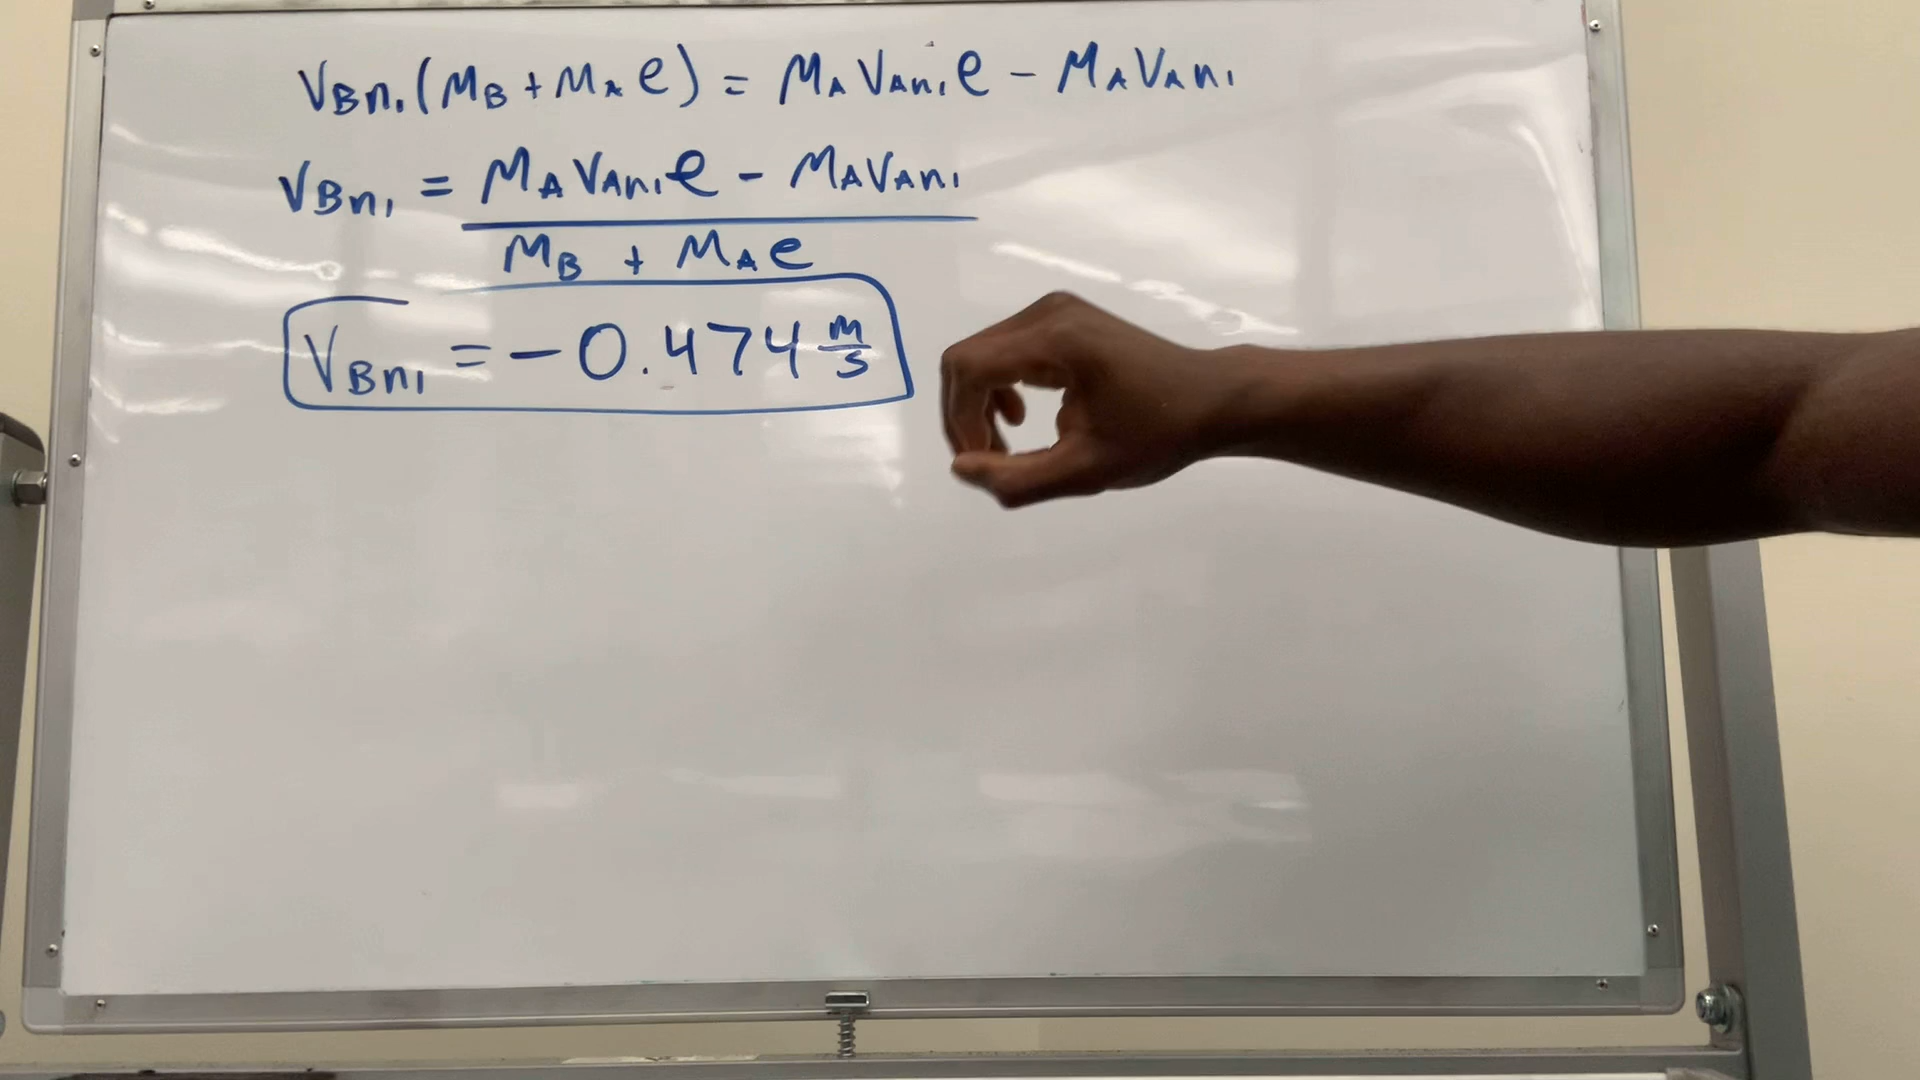 VBn1(MB + MA e) = MA VAn1 e - MA VAn1
VBn1 = MA VAn1 e - MA VAn1
MB + MA e
VBn1 = -0.474 m/s